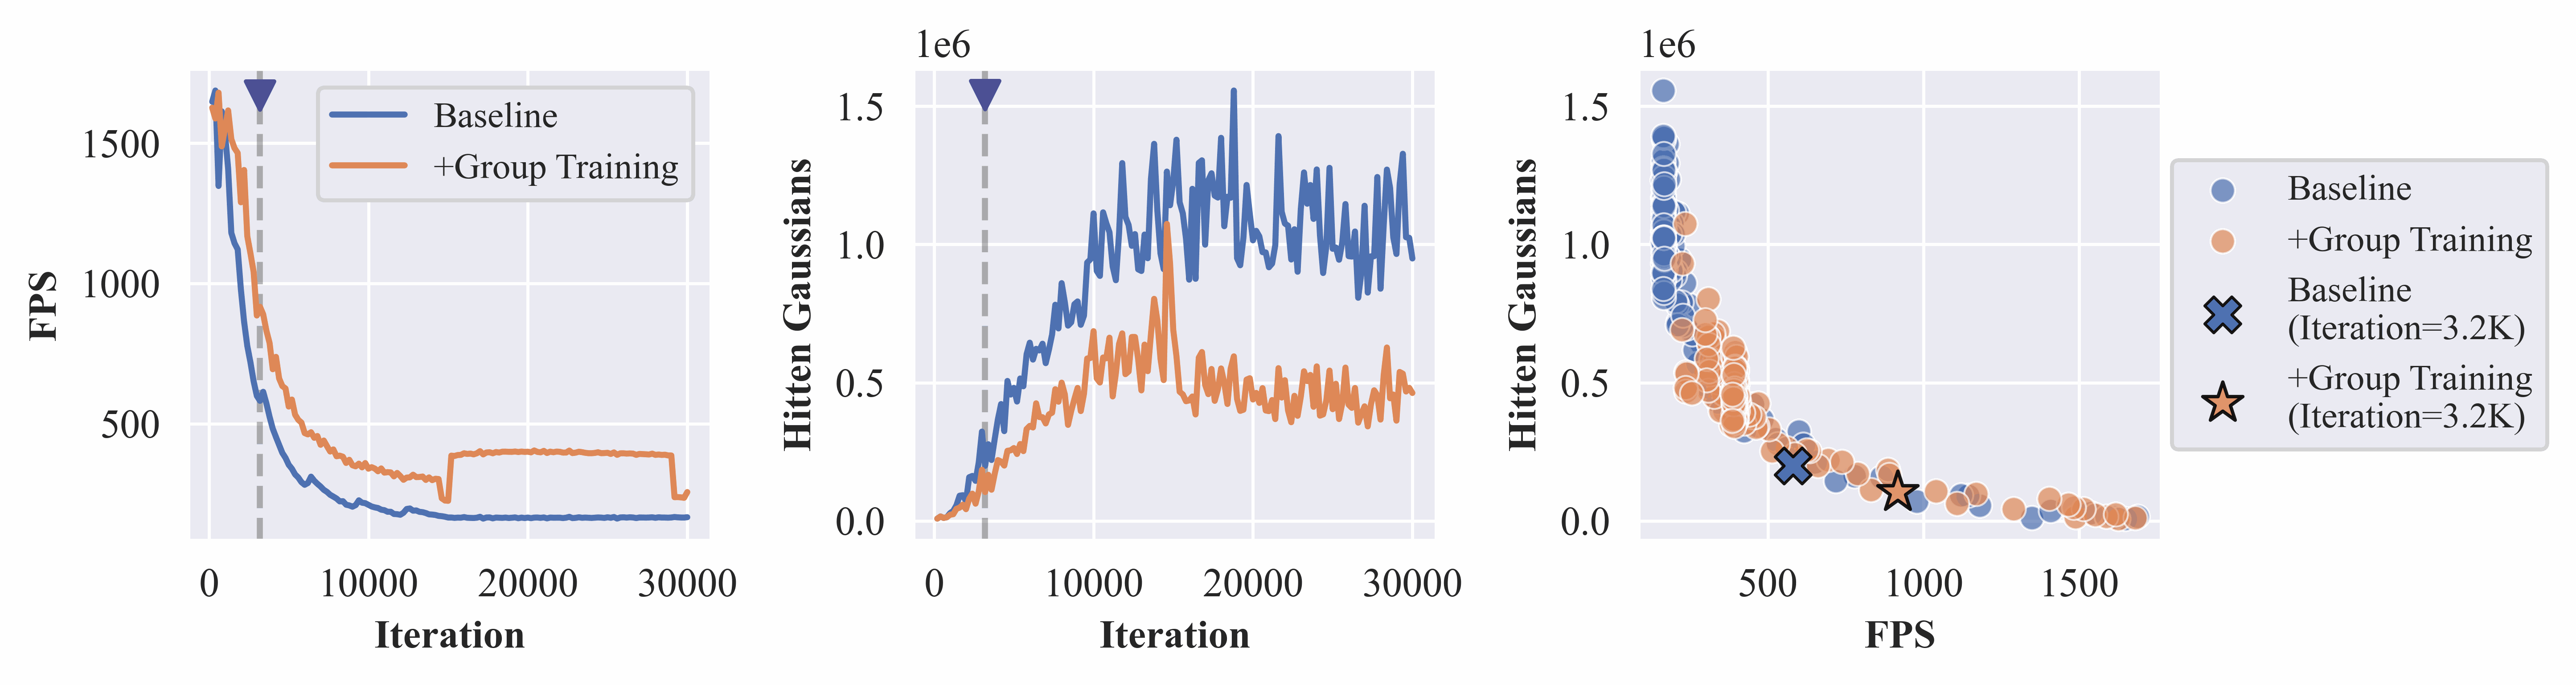 FPS
1500
1000
500
0
10000
20000
30000
Iteration
Baseline
+Group Training
1e6
Hitten Gaussians
1.5
1.0
0.5
0.0
0
10000
20000
30000
Iteration
1e6
Hitten Gaussians
1.5
1.0
0.5
0.0
500
1000
1500
FPS
Baseline
+Group Training
Baseline
(Iteration=3.2K)
+Group Training
(Iteration=3.2K)